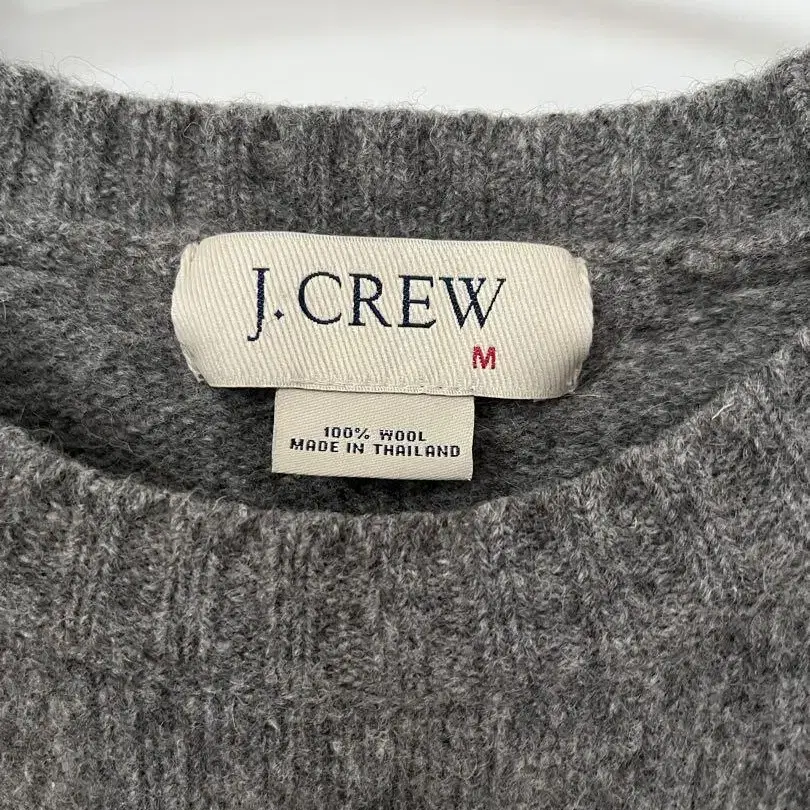 J. CREW
M
100% WOOL
MADE IN THAILAND